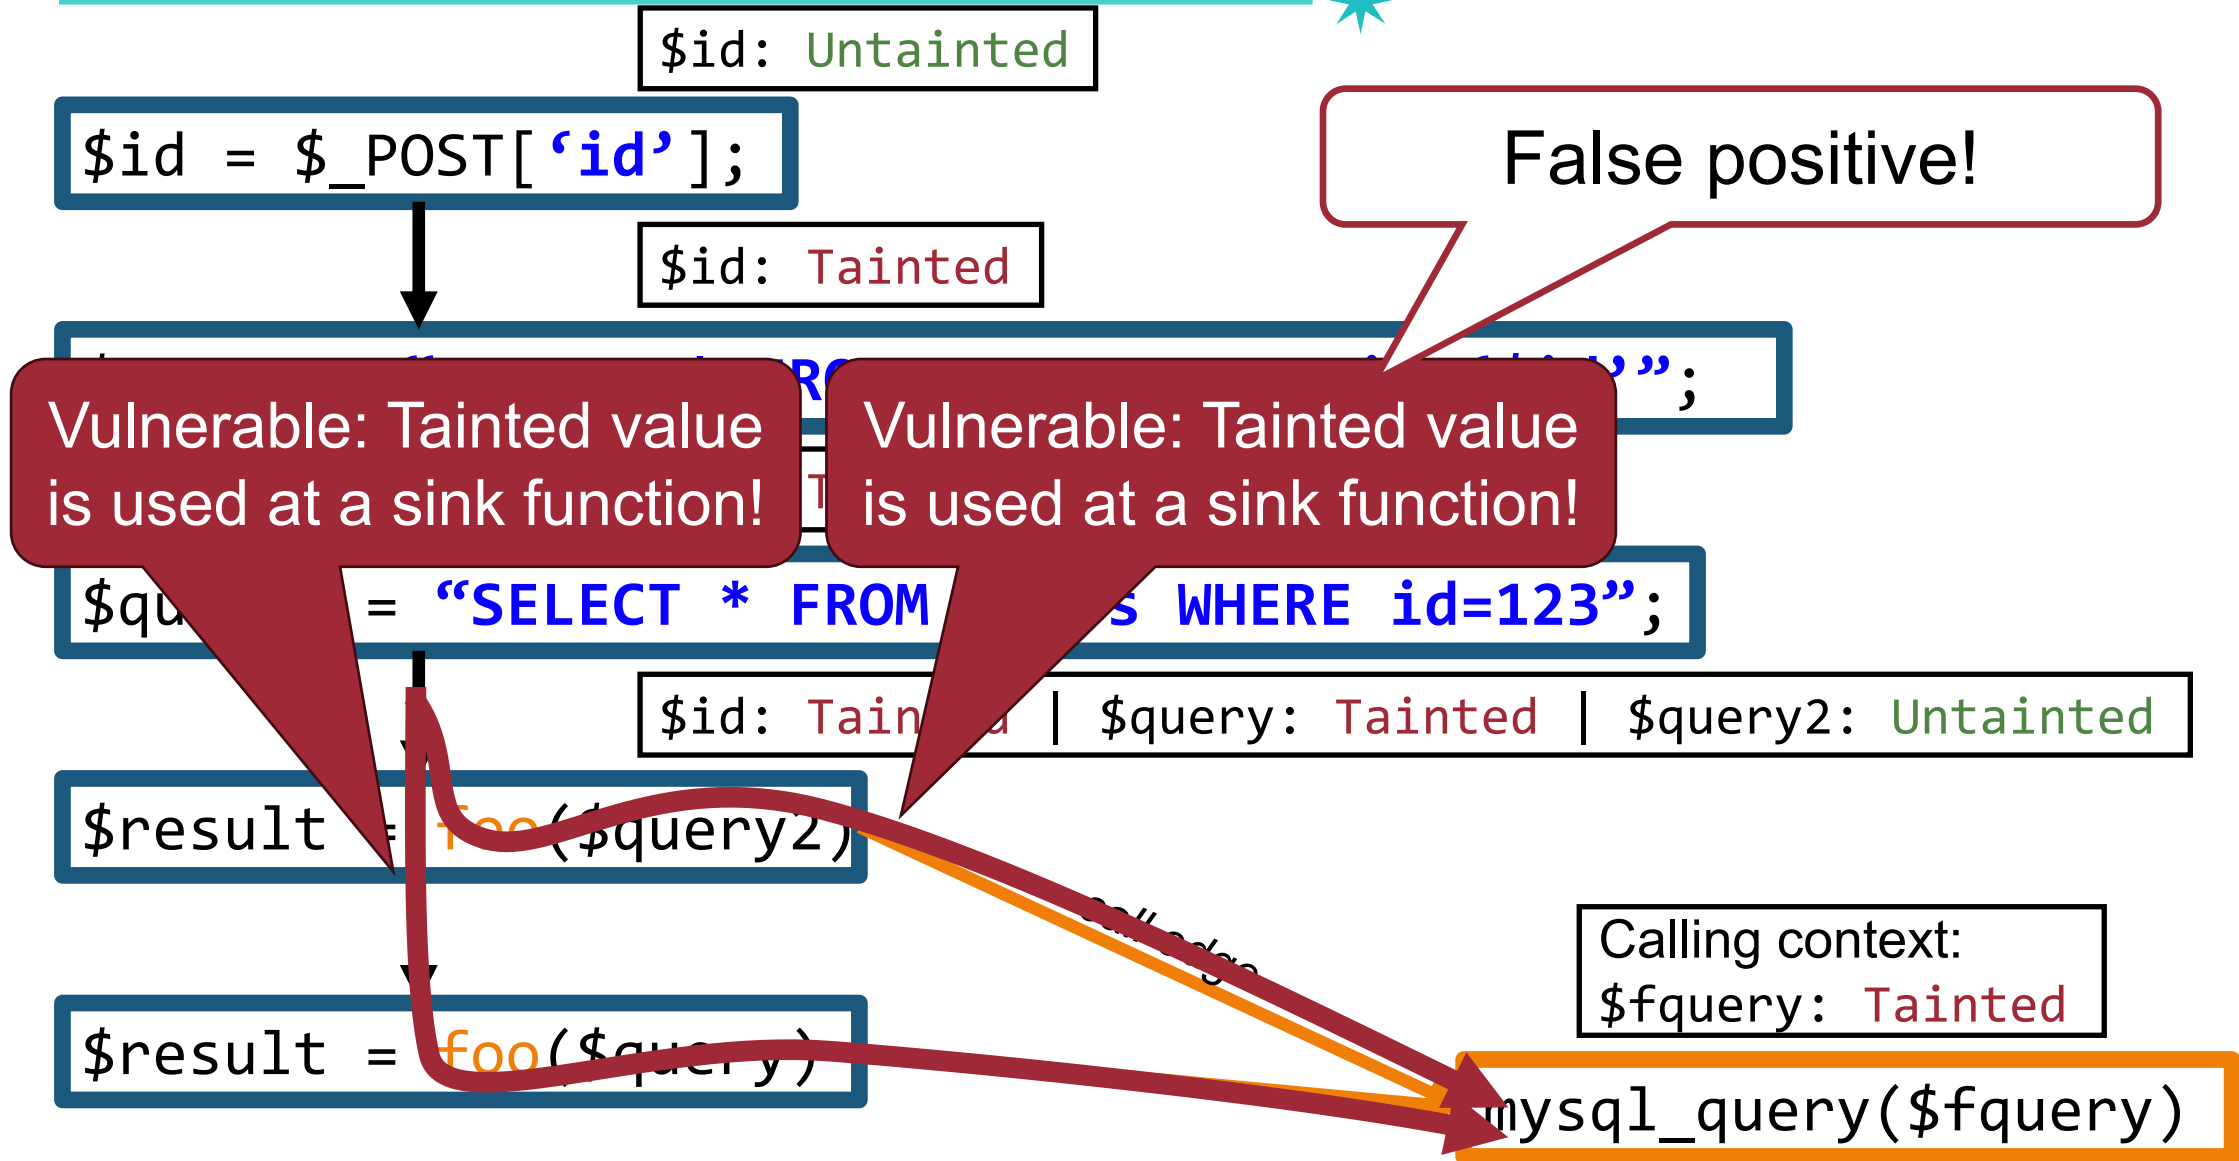 $id: Untainted
$id = $_POST[‘id’];
False positive!
$id: Tainted
’”;
Vulnerable: Tainted value
is used at a sink function!
Vulnerable: Tainted value
is used at a sink function!
= “SELECT * FROM WHERE id=123”;
$id: | $query: Tainted | $query2: Untainted
$result = foo($query2)
Calling context:
$fquery: Tainted
$result = foo($query)
mysql_query($fquery)